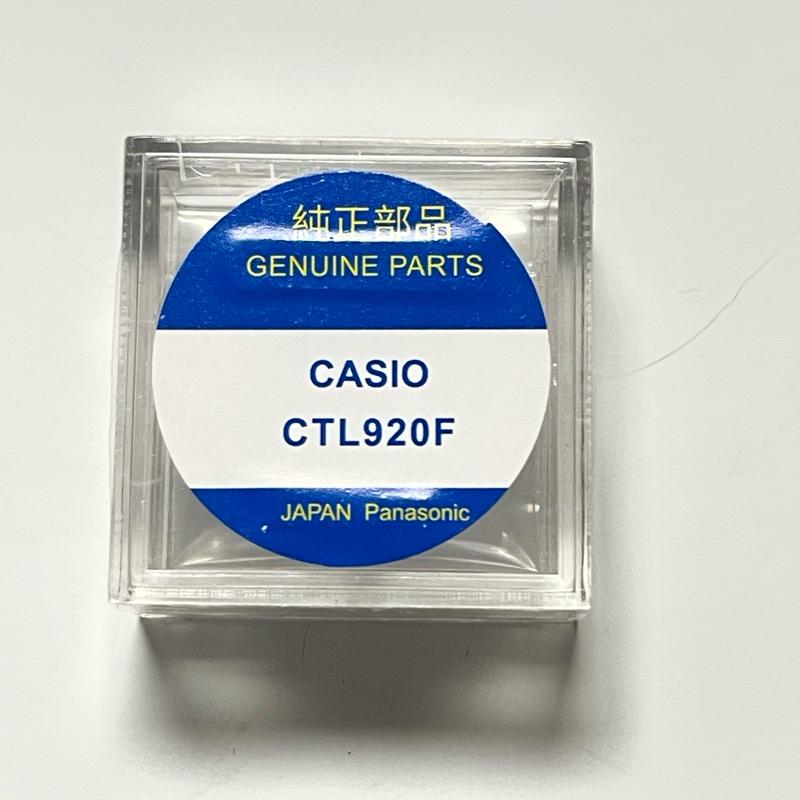 純正部品
GENUINE PARTS
CASIO
CTL920F
JAPAN Panasonic